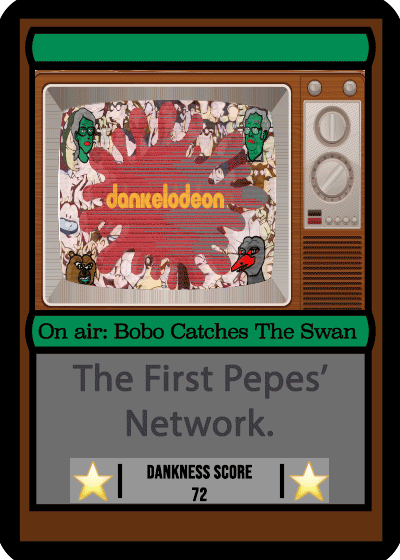 dankelodeon
On air: Bobo Catches The Swan
The First Pepes’
Network.
DANKNESS SCORE
72